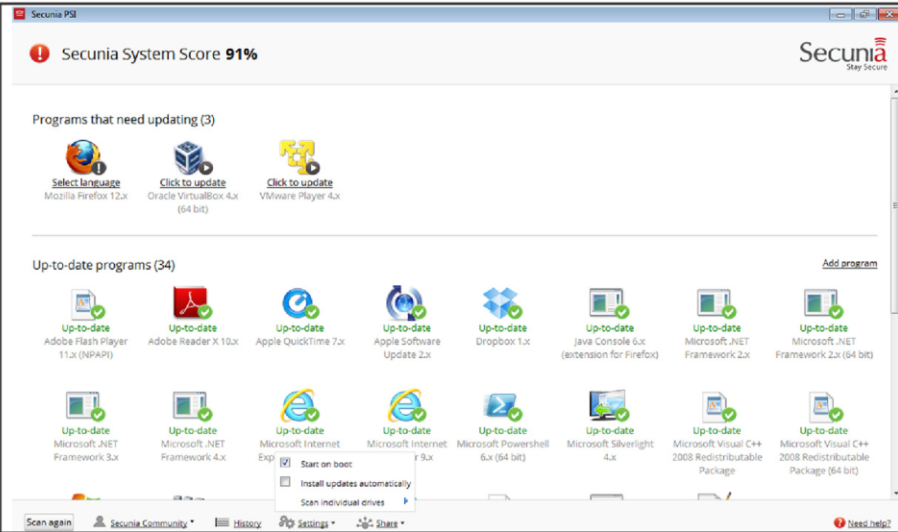 Secunia PSI
Secunia System Score 91%
Secunia
Stay Secure
Programs that need updating (3)
Select language
Mozilla Firefox 12.x
Click to update
Oracle VirtualBox 4.x
(64 bit)
Click to update
VMware Player 4.x
Up-to-date programs (34)
Add program
Up-to-date
Adobe Flash Player
11.x (NPAPI)
Up-to-date
Adobe Reader X 10.x
Up-to-date
Apple QuickTime 7.x
Up-to-date
Apple Software
Update 2.x
Up-to-date
Dropbox 1.x
Up-to-date
Java Console 6.x
(extension for Firefox)
Up-to-date
Microsoft .NET
Framework 2.x
Up-to-date
Microsoft .NET
Framework 2.x (64 bit)
Up-to-date
Microsoft .NET
Framework 3.x
Up-to-date
Microsoft .NET
Framework 4.x
Up-to-date
Microsoft Internet
Up-to-date
Microsoft Internet
9.x
Up-to-date
Microsoft Powershell
6.x (64 bit)
Up-to-date
Microsoft Silverlight
4.x
Up-to-date
Microsoft Visual C++
2008 Redistributable
Package
Up-to-date
Microsoft Visual C++
2008 Redistributable
Package (64 bit)
Start on boot
Install updates automatically
Scan individual drives
Scan again
Secunia Community
History
Settings
Share
Need help?